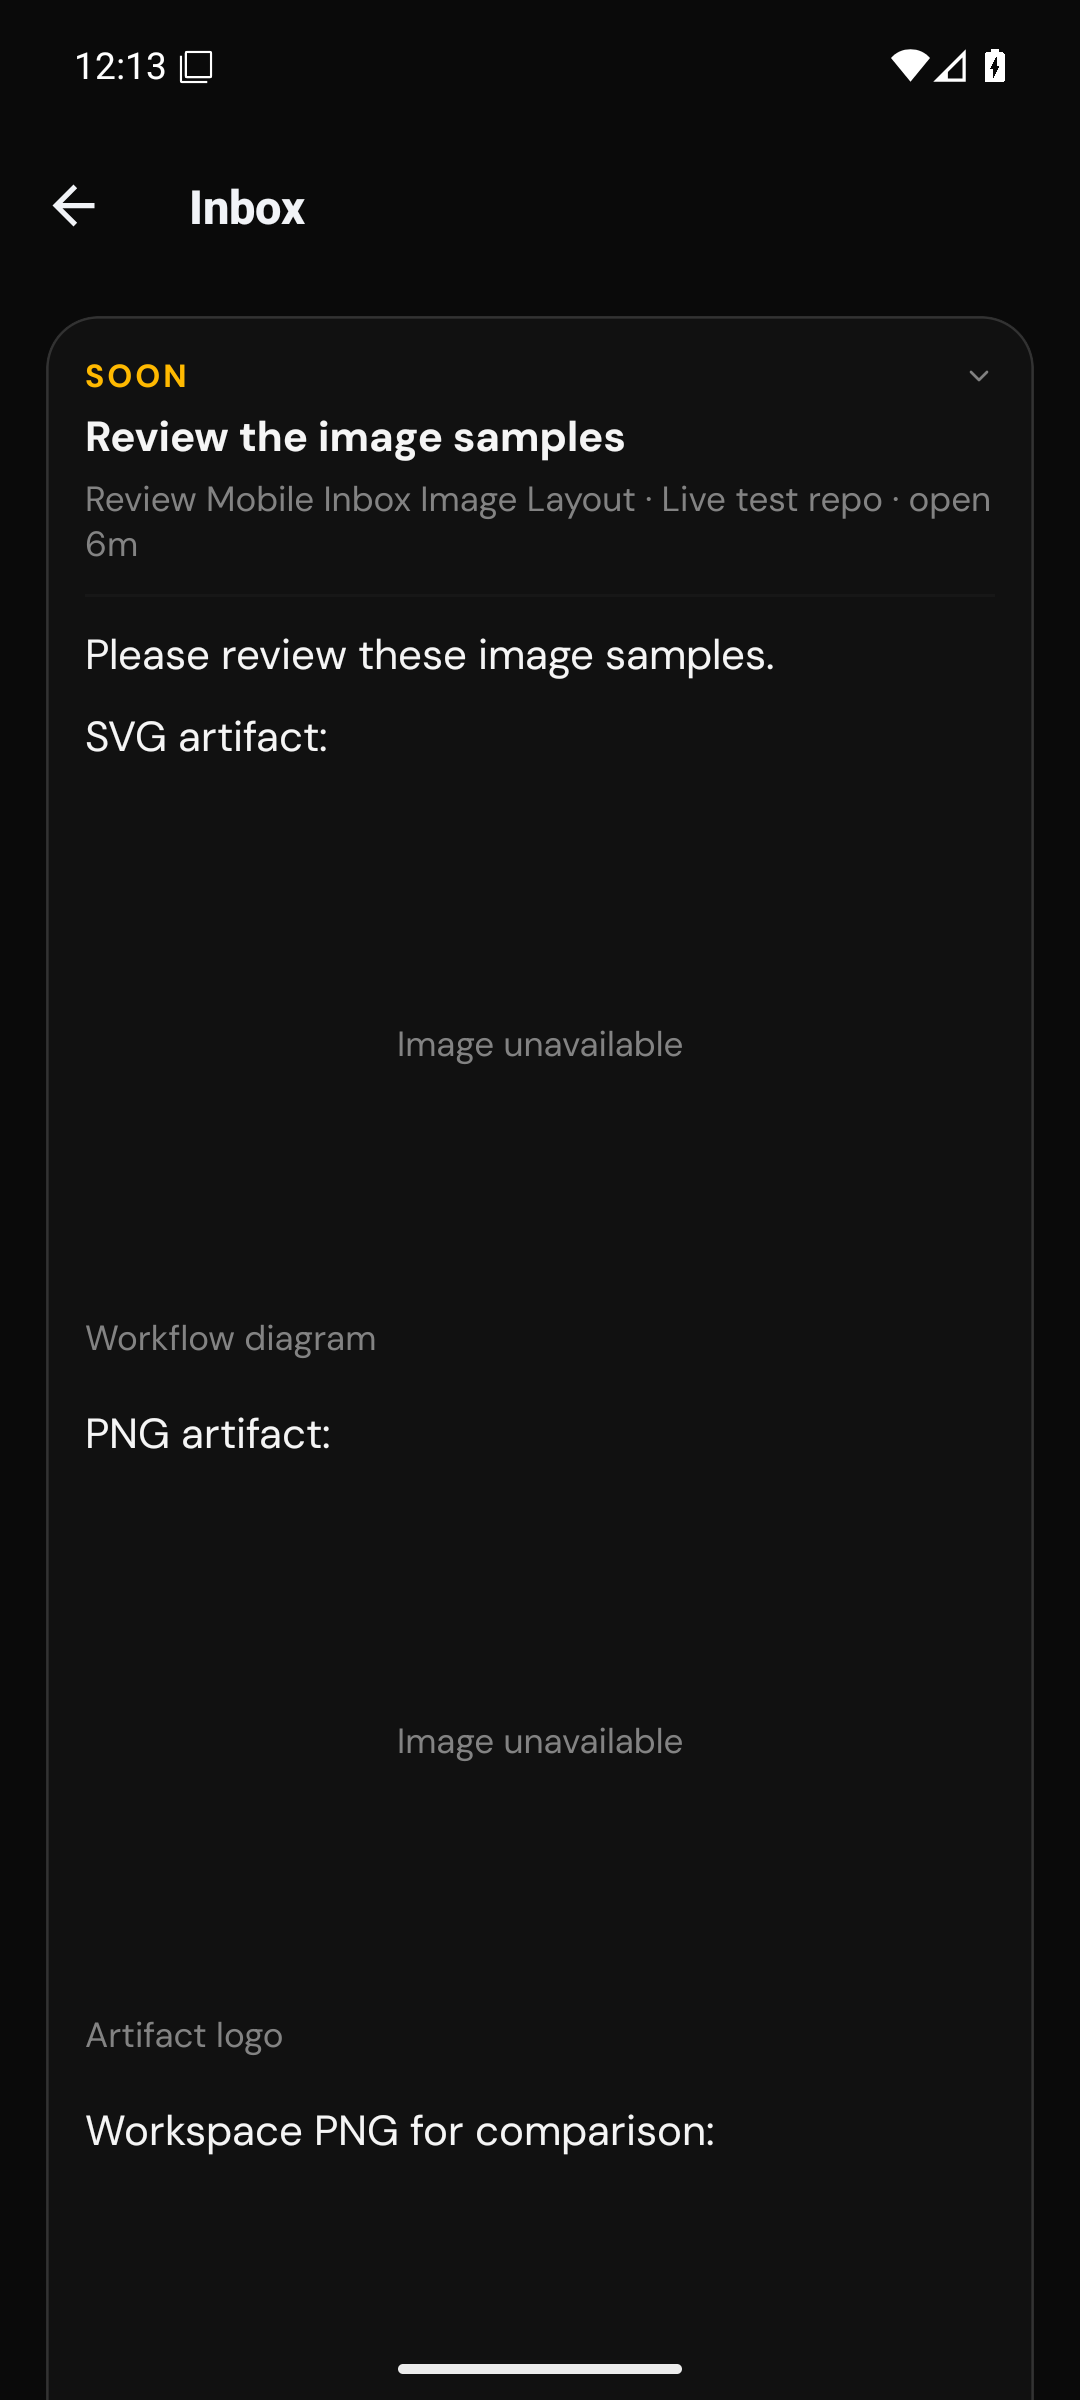 12:13
Inbox
SOON
Review the image samples
Review Mobile Inbox Image Layout · Live test repo · open
6m
Please review these image samples.
SVG artifact:
Image unavailable
Workflow diagram
PNG artifact:
Image unavailable
Artifact logo
Workspace PNG for comparison: